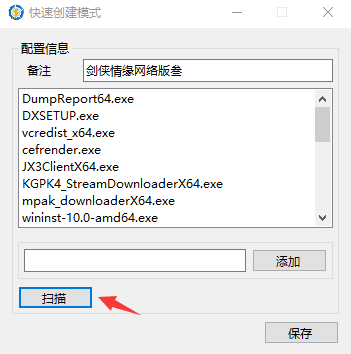 快速创建模式
配置信息
备注
剑侠情缘网络版叁
DumpReport64.exe
DXSETUP.exe
vcredist_x64.exe
cefrender.exe
JX3ClientX64.exe
KGPK4_StreamDownloaderX64.exe
mpak_downloaderX64.exe
wininst-10.0-amd64.exe
添加
扫描
保存